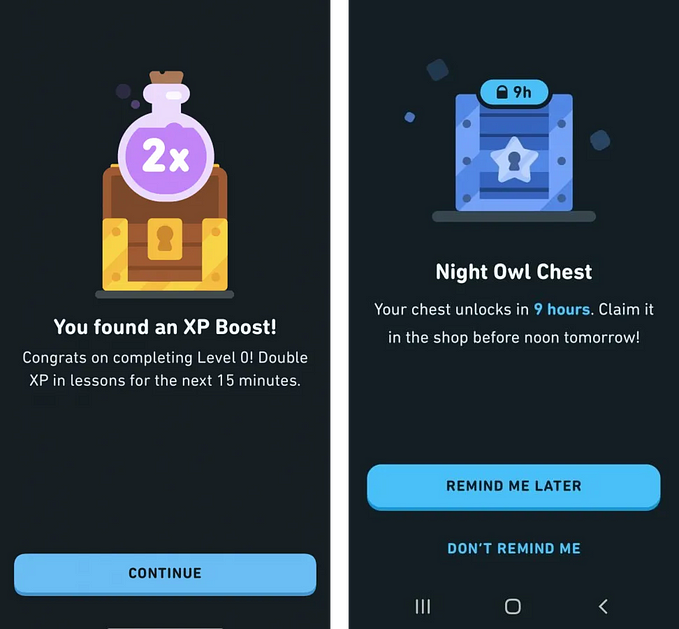 2x
You found an XP Boost!
Congrats on completing Level 0! Double
XP in lessons for the next 15 minutes.
CONTINUE
9h
Night Owl Chest
Your chest unlocks in 9 hours. Claim it
in the shop before noon tomorrow!
REMIND ME LATER
DON'T REMIND ME